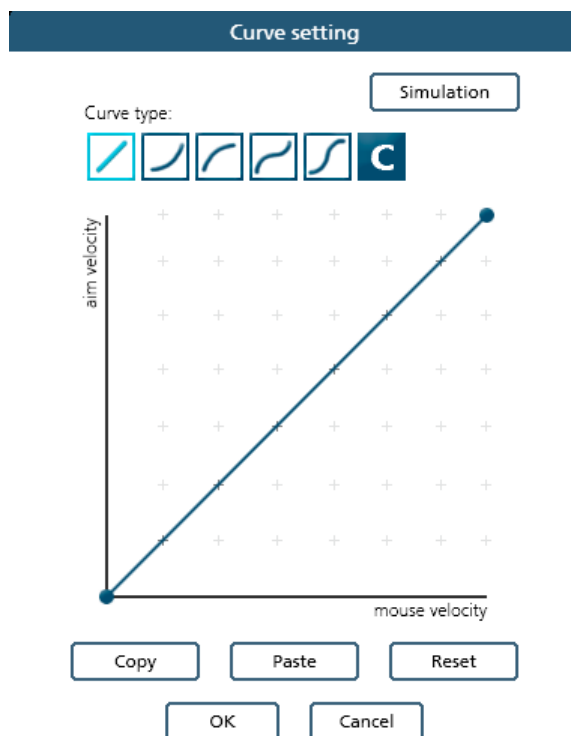 Curve setting
Simulation
Curve type:
C
aim velocity
mouse velocity
Copy Paste Reset
OK Cancel